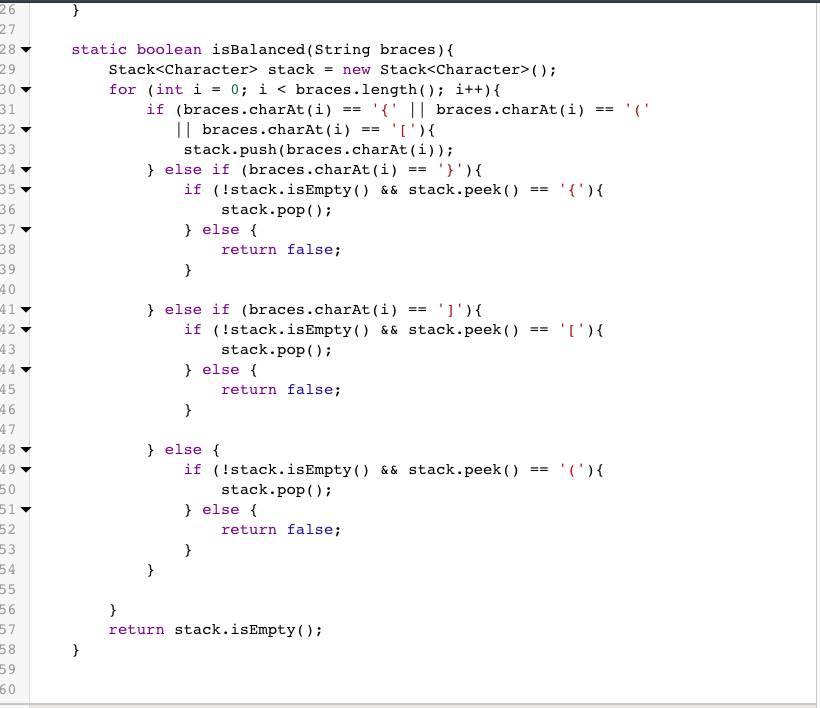 26 }
27
28 static boolean isBalanced(String braces){
29 Stack<Character> stack = new Stack<Character>();
30 for (int i = 0; i < braces.length(); i++){
31 if (braces.charAt(i) == '{' || braces.charAt(i) == '('
32 || braces.charAt(i) == '['){
33 stack.push(braces.charAt(i));
34 } else if (braces.charAt(i) == '}'){
35 if (!stack.isEmpty() && stack.peek() == '{'){
36 stack.pop();
37 } else {
38 return false;
39 }
40
41 } else if (braces.charAt(i) == ']'){
42 if (!stack.isEmpty() && stack.peek() == '['){
43 stack.pop();
44 } else {
45 return false;
46 }
47
48 } else {
49 if (!stack.isEmpty() && stack.peek() == '('){
50 stack.pop();
51 } else {
52 return false;
53 }
54 }
55
56 }
57 return stack.isEmpty();
58 }
59
60